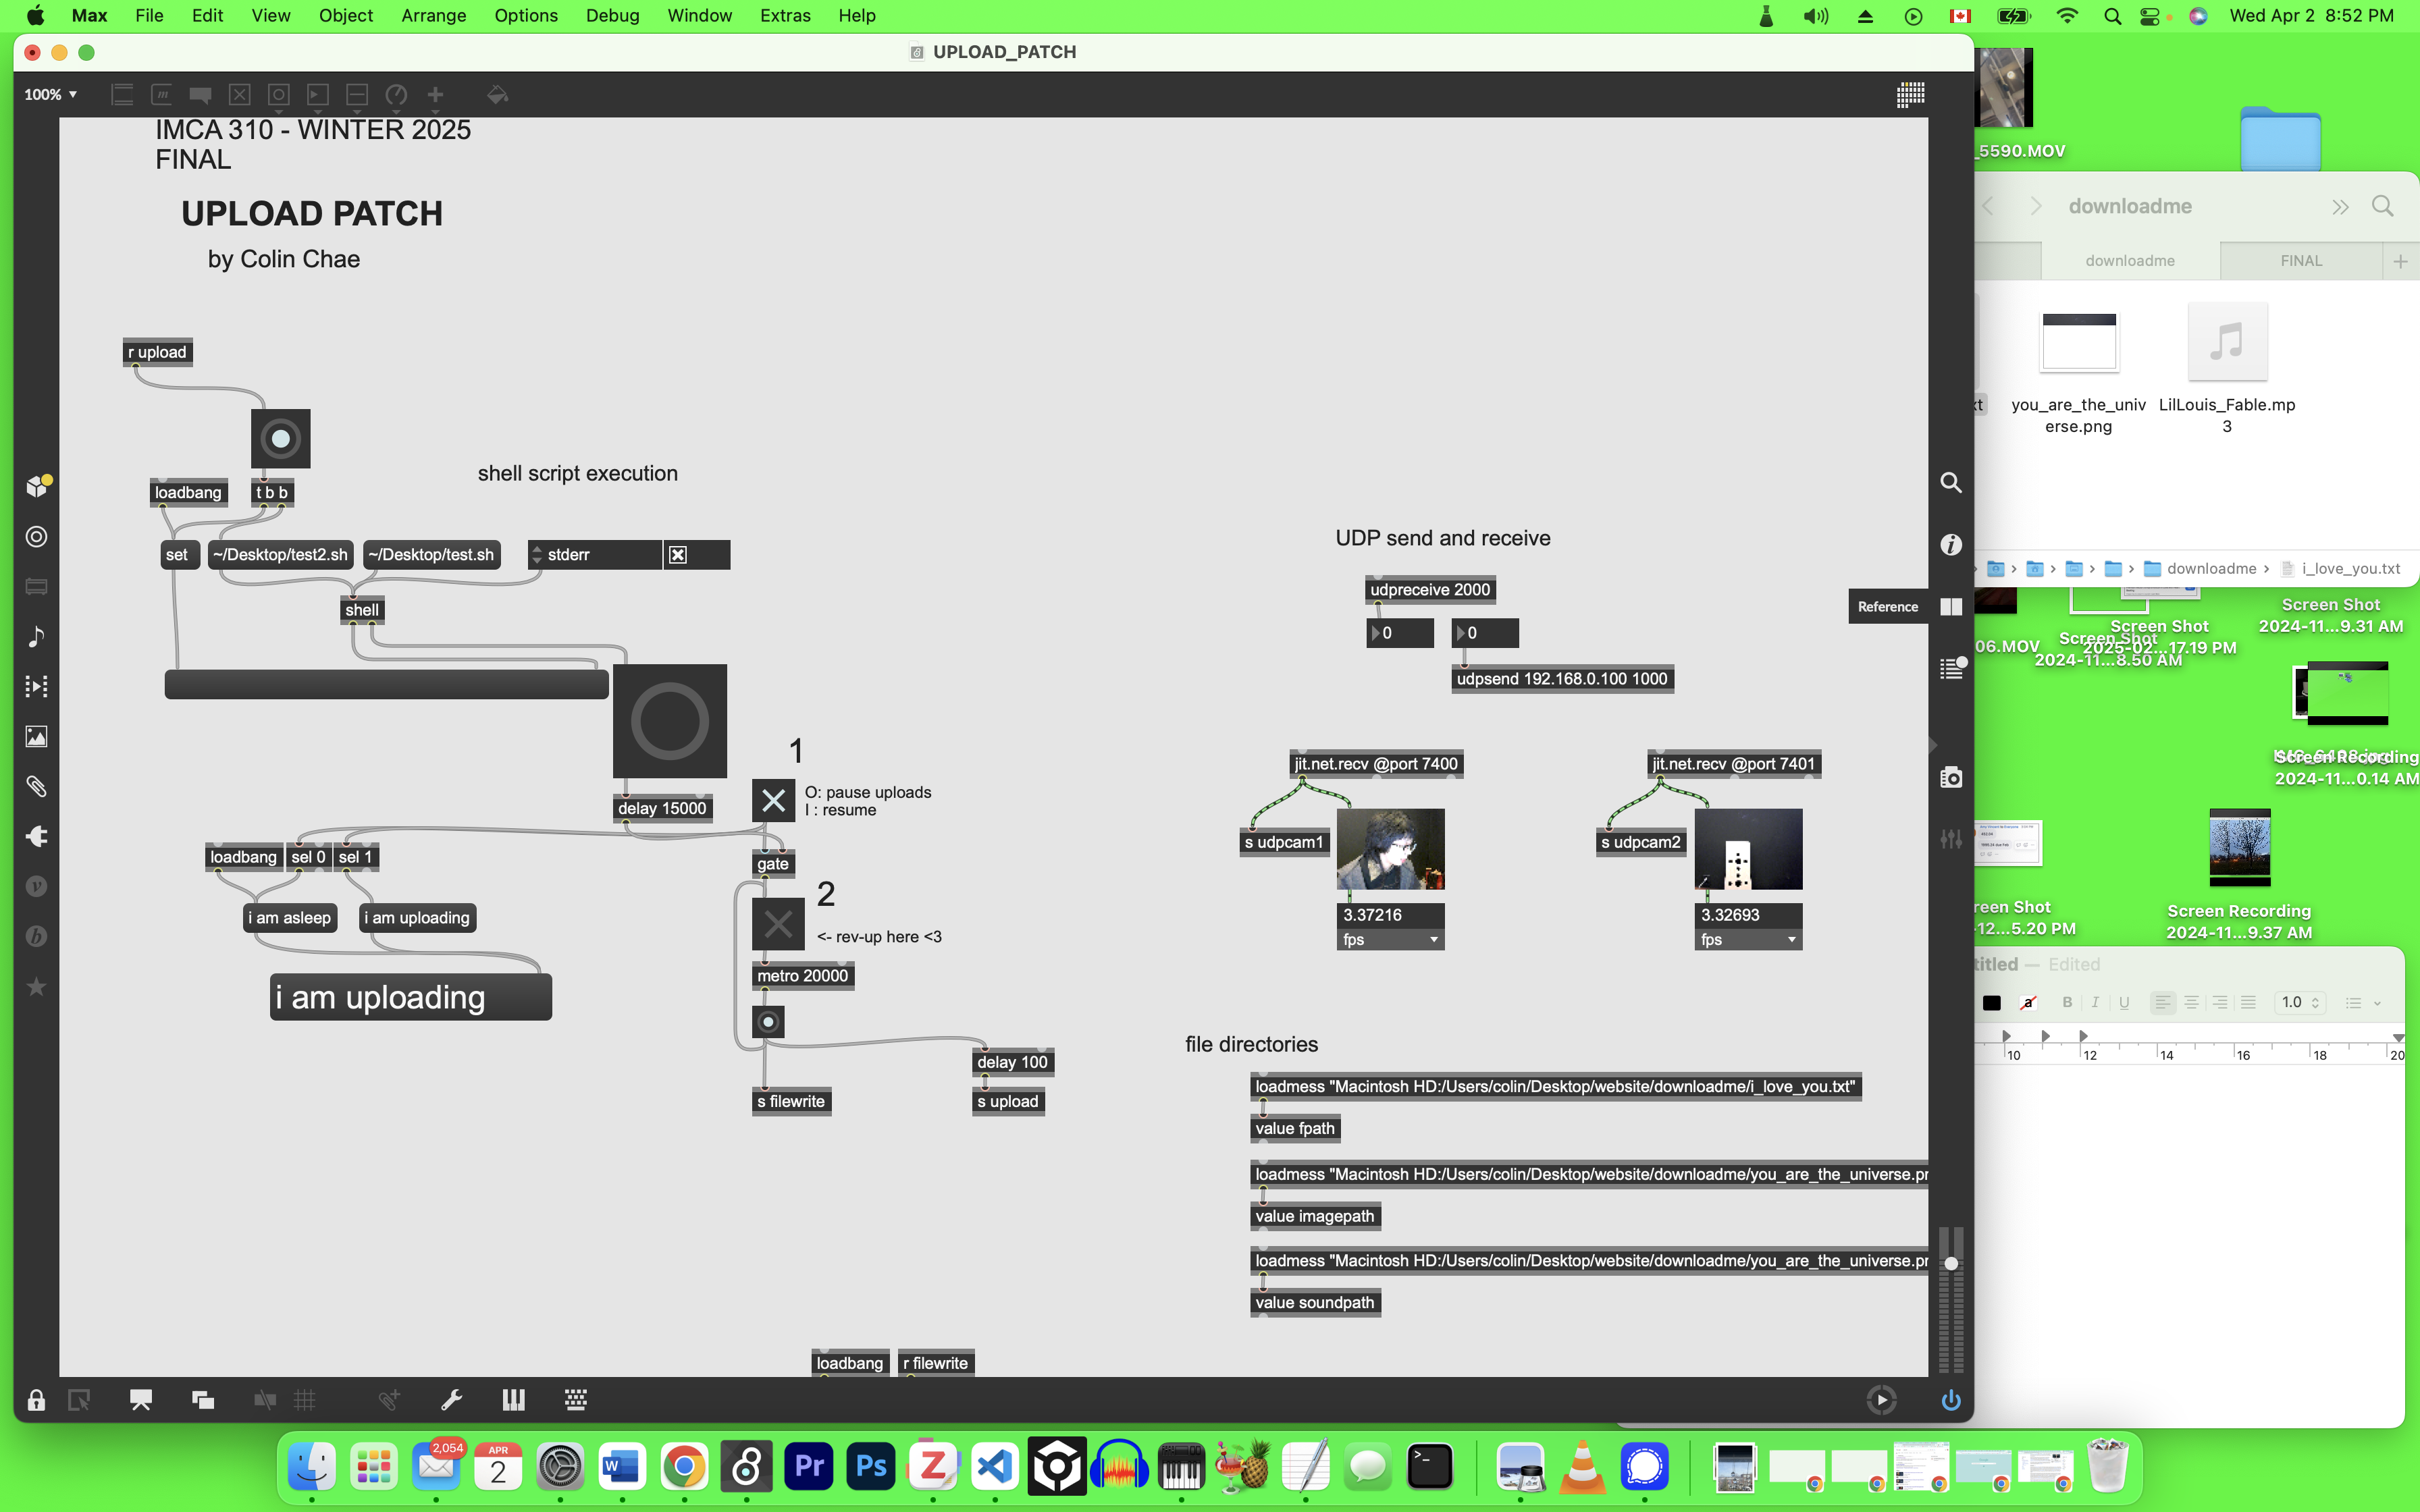 Max File Edit View Object Arrange Options Debug Window Extras Help
Wed Apr 2 8:52 PM
UPLOAD_PATCH
100%
IMCA 310 - WINTER 2025
FINAL
UPLOAD PATCH
by Colin Chae
r upload
shell script execution
loadbang
t b b
set
~/Desktop/test2.sh
~/Desktop/test.sh
stderr
shell
1
O: pause uploads
I : resume
delay 15000
loadbang
sel 0
sel 1
gate
2
i am asleep
i am uploading
<- rev-up here <3
metro 20000
i am uploading
delay 100
s filewrite
s upload
loadbang
r filewrite
UDP send and receive
udpreceive 2000
0
0
udpsend 192.168.0.100 1000
jit.net.recv @port 7400
jit.net.recv @port 7401
s udpcam1
s udpcam2
3.37216
fps
3.32693
fps
file directories
loadmess "Macintosh HD:/Users/colin/Desktop/website/downloadme/i_love_you.txt"
value fpath
loadmess "Macintosh HD:/Users/colin/Desktop/website/downloadme/you_are_the_universe.pr
value imagepath
loadmess "Macintosh HD:/Users/colin/Desktop/website/downloadme/you_are_the_universe.pr
value soundpath
Reference
_5590.MOV
downloadme
downloadme
FINAL
xt
you_are_the_univ
erse.png
LilLouis_Fable.mp
3
downloadme
i_love_you.txt
06.MOV
Screen Shot
2024-11...8.50 AM
Screen Shot
2025-02...17.19 PM
Screen Shot
2024-11...9.31 AM
Screen Recording
2024-11...0.14 AM
reen Shot
-12...5.20 PM
Screen Recording
2024-11...9.37 AM
titled — Edited
a B I U 1.0
10 12 14 16 18 20
2,054
APR
2
W
Pr
Ps
Z